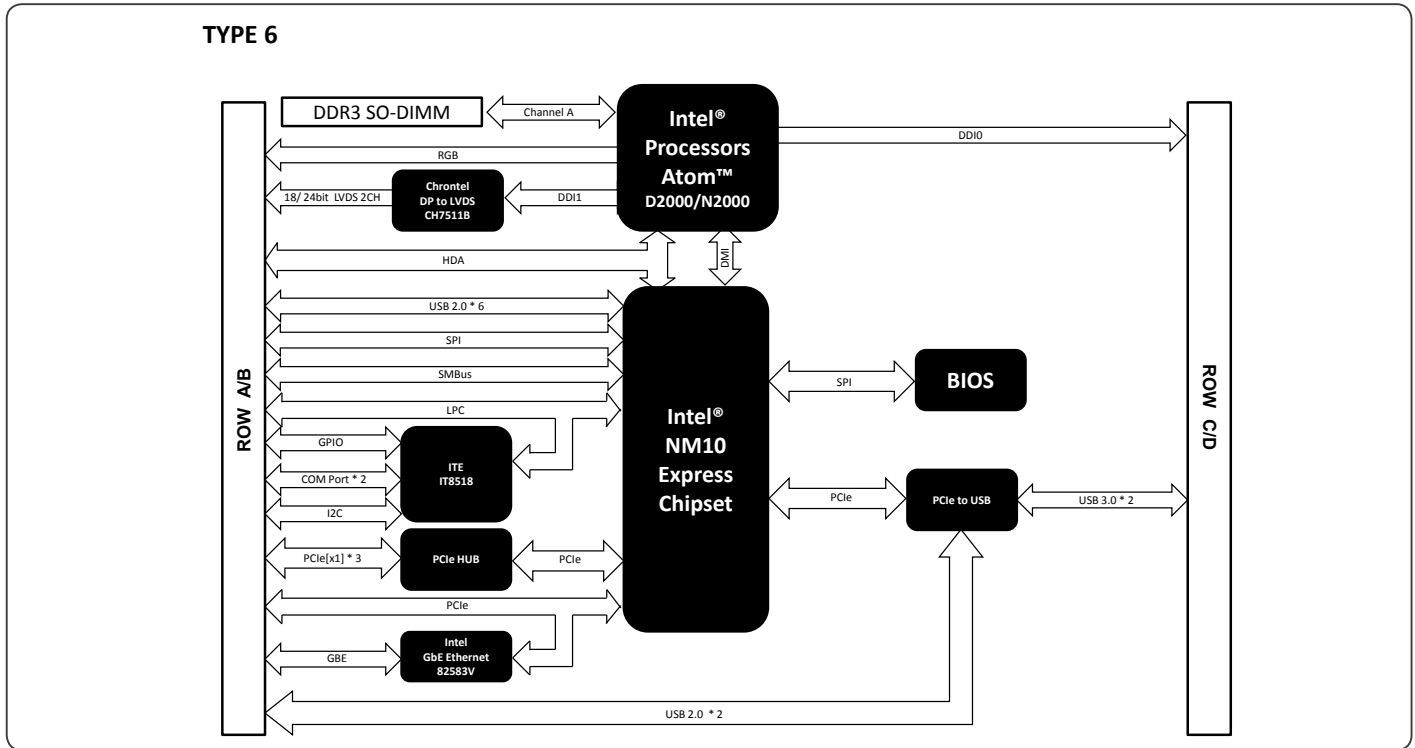 TYPE 6
DDR3 SO-DIMM
Channel A
Intel®
Processors
Atom™
D2000/N2000
DDI0
RGB
18/ 24bit LVDS 2CH
Chrontel
DP to LVDS
CH7511B
DDI1
HDA
DMI
USB 2.0 * 6
SPI
SMBus
LPC
GPIO
COM Port * 2
I2C
ITE
IT8518
PCIe[x1] * 3
PCIe HUB
PCIe
PCIe
GBE
Intel
GbE Ethernet
82583V
USB 2.0 * 2
Intel®
NM10
Express
Chipset
SPI
BIOS
PCIe
PCIe to USB
USB 3.0 * 2
ROW A/B
ROW C/D